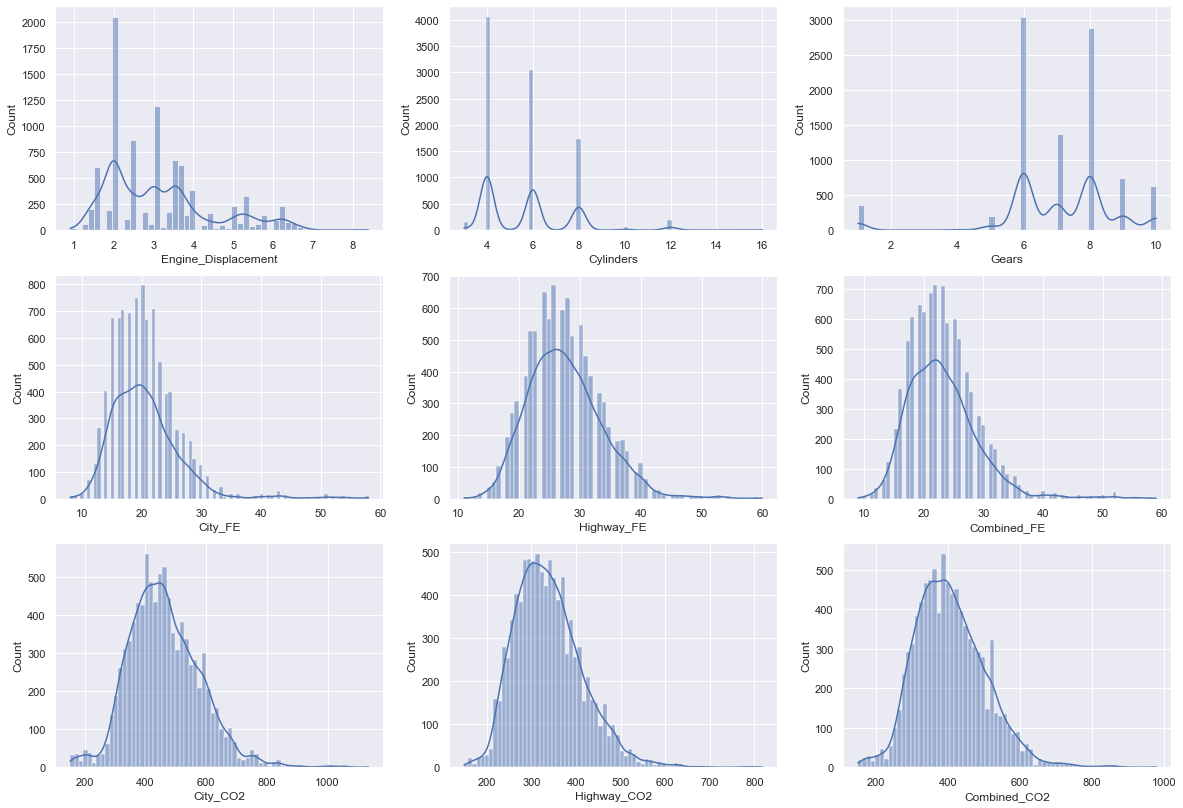 2000
1750
1500
1250
1000
750
500
250
0
Count
1 2 3 4 5 6 7 8
Engine_Displacement
4000
3500
3000
2500
2000
1500
1000
500
0
Count
4 6 8 10 12 14 16
Cylinders
3000
2500
2000
1500
1000
500
0
Count
2 4 6 8 10
Gears
800
700
600
500
400
300
200
100
0
Count
10 20 30 40 50 60
City_FE
700
600
500
400
300
200
100
0
Count
10 20 30 40 50 60
Highway_FE
700
600
500
400
300
200
100
0
Count
10 20 30 40 50 60
Combined_FE
500
400
300
200
100
0
Count
200 400 600 800 1000
City_CO2
500
400
300
200
100
0
Count
200 300 400 500 600 700 800
Highway_CO2
500
400
300
200
100
0
Count
200 400 600 800 1000
Combined_CO2